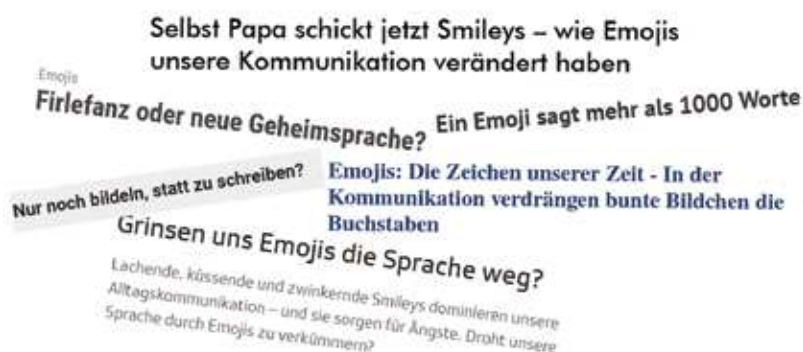 Selbst Papa schickt jetzt Smileys – wie Emojis
unsere Kommunikation verändert haben
Emojis
Firlefanz oder neue Geheimsprache?
Ein Emoji sagt mehr als 1000 Worte
Nur noch bildeln, statt zu schreiben?
Emojis: Die Zeichen unserer Zeit - In der
Kommunikation verdrängen bunte Bildchen die
Buchstaben
Grinsen uns Emojis die Sprache weg?
Lachende, küssende und zwinkernde Smileys dominieren unsere
Alltagskommunikation – und sie sorgen für Ängste. Droht unsere
Sprache durch Emojis zu verkümmern?